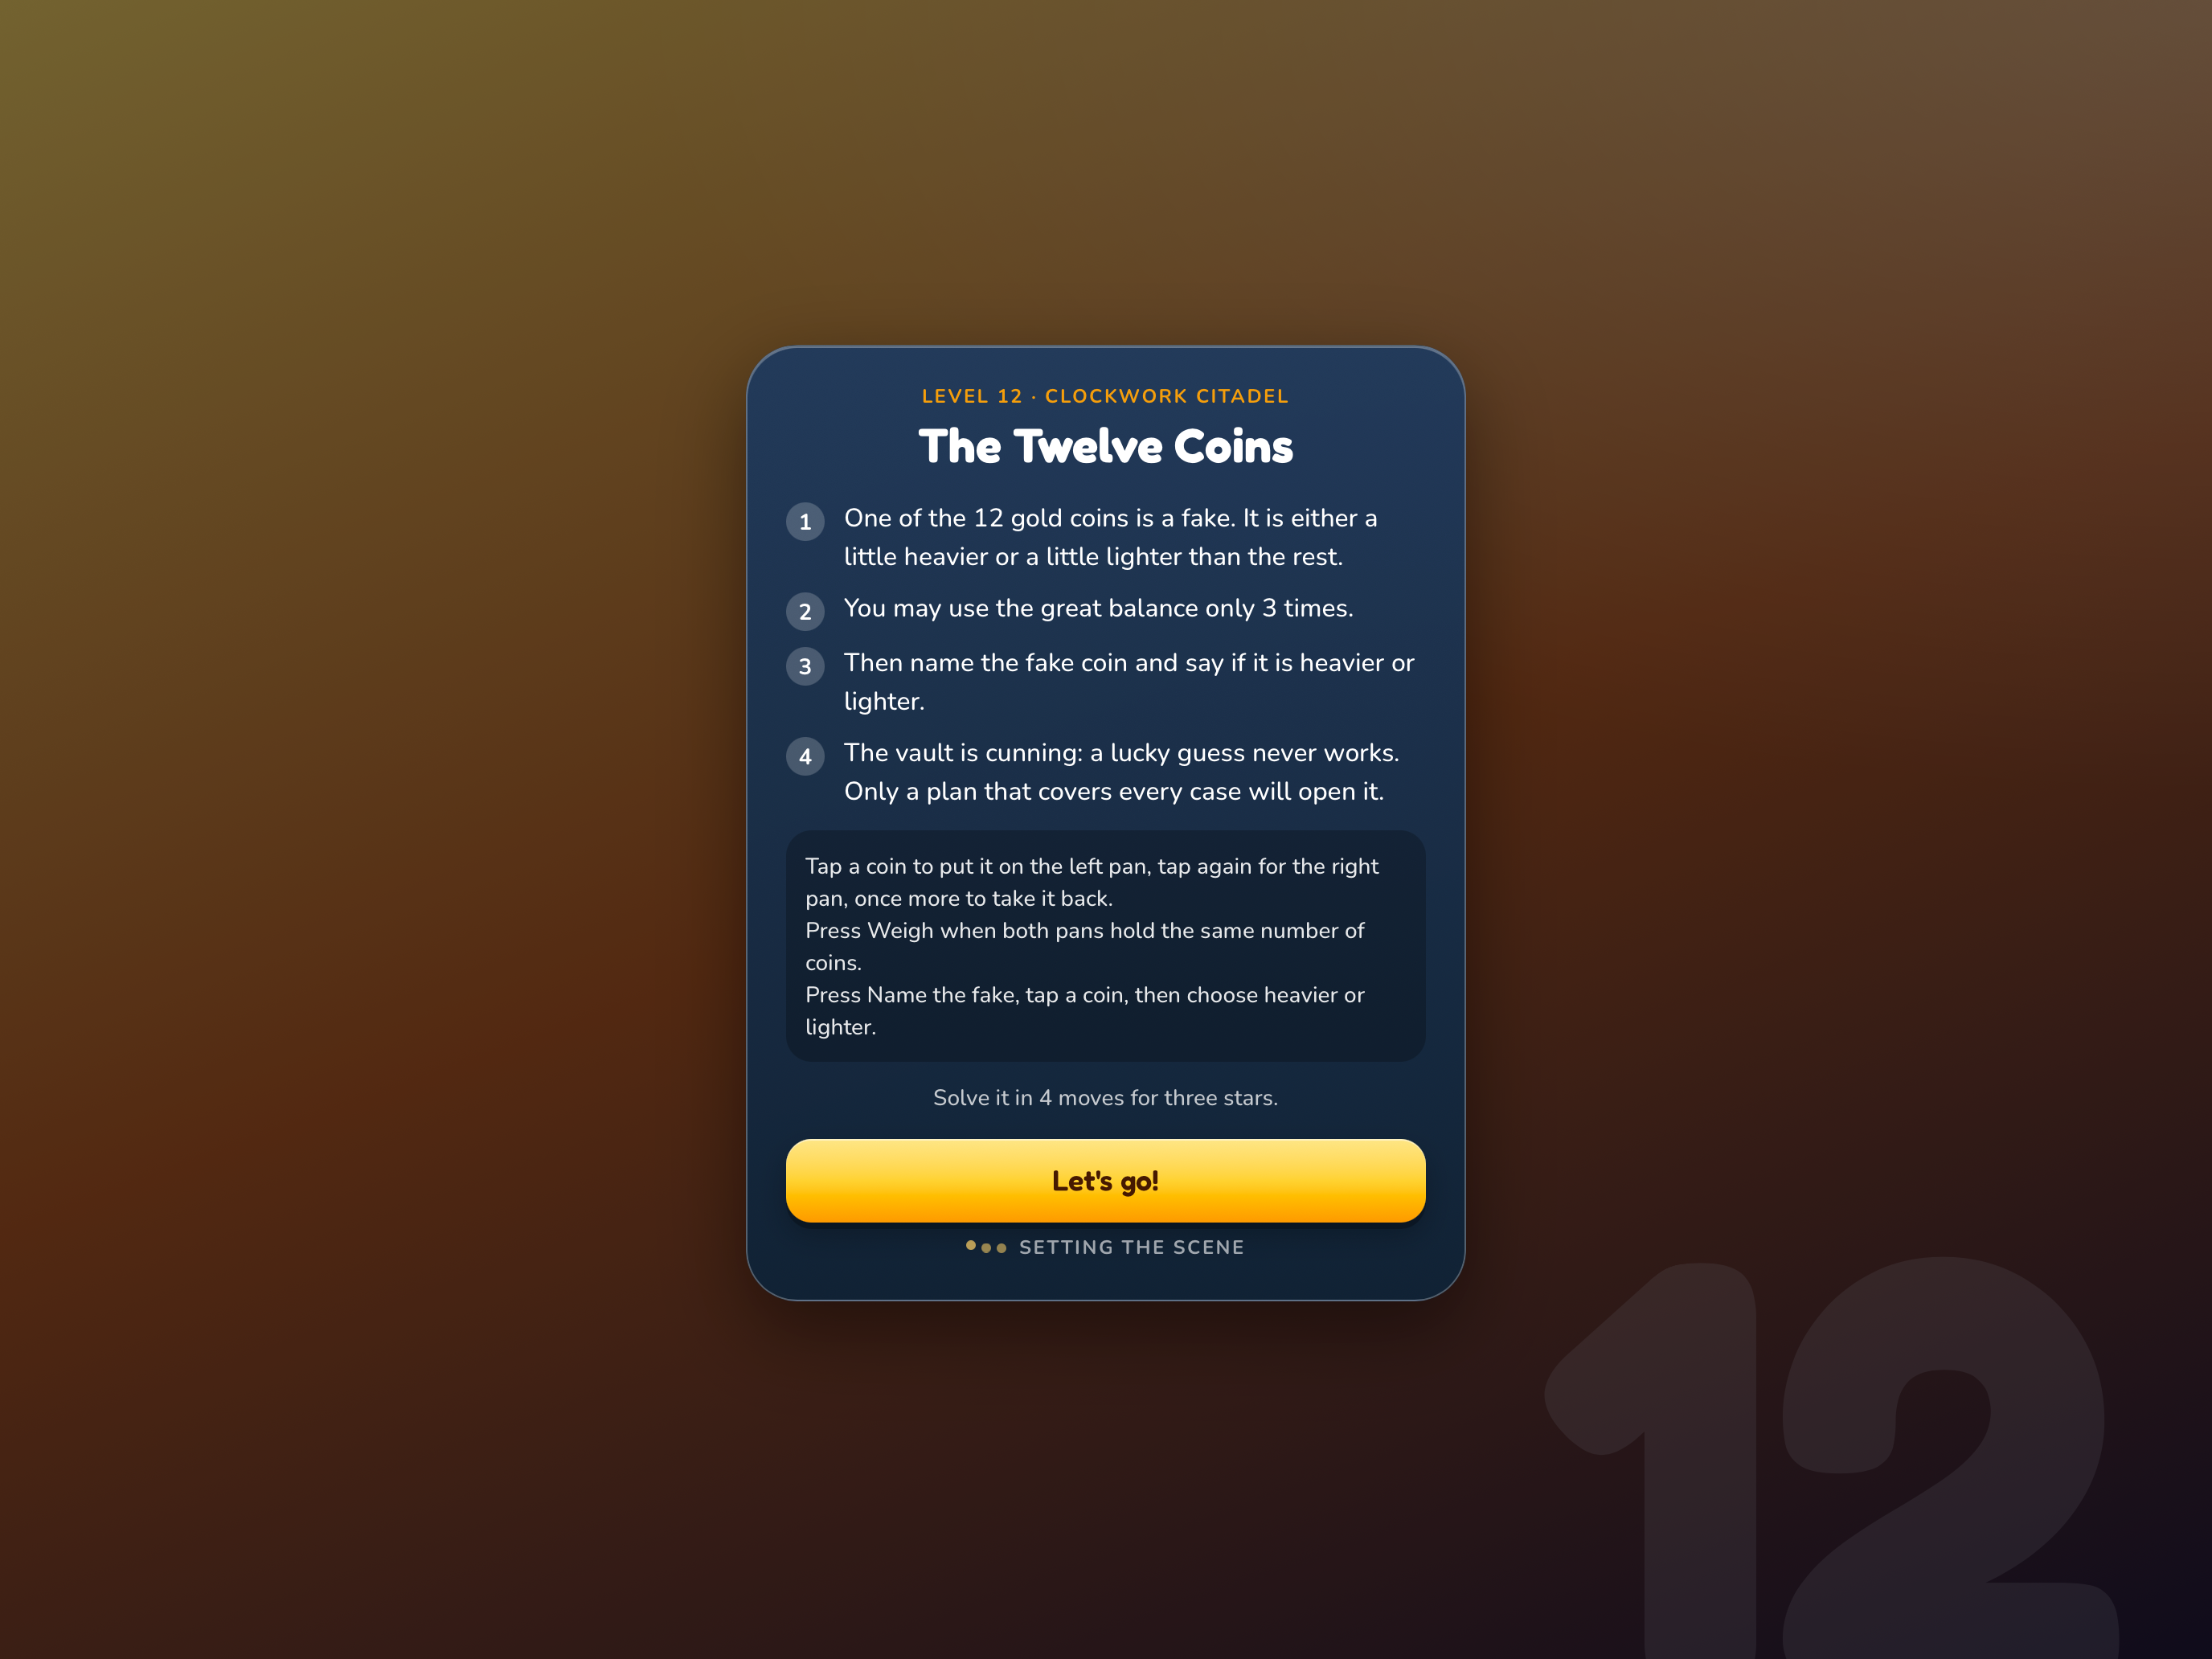 LEVEL 12 · CLOCKWORK CITADEL
The Twelve Coins
1 One of the 12 gold coins is a fake. It is either a
little heavier or a little lighter than the rest.
2 You may use the great balance only 3 times.
3 Then name the fake coin and say if it is heavier or
lighter.
4 The vault is cunning: a lucky guess never works.
Only a plan that covers every case will open it.
Tap a coin to put it on the left pan, tap again for the right
pan, once more to take it back.
Press Weigh when both pans hold the same number of
coins.
Press Name the fake, tap a coin, then choose heavier or
lighter.
Solve it in 4 moves for three stars.
Let's go!
SETTING THE SCENE
12